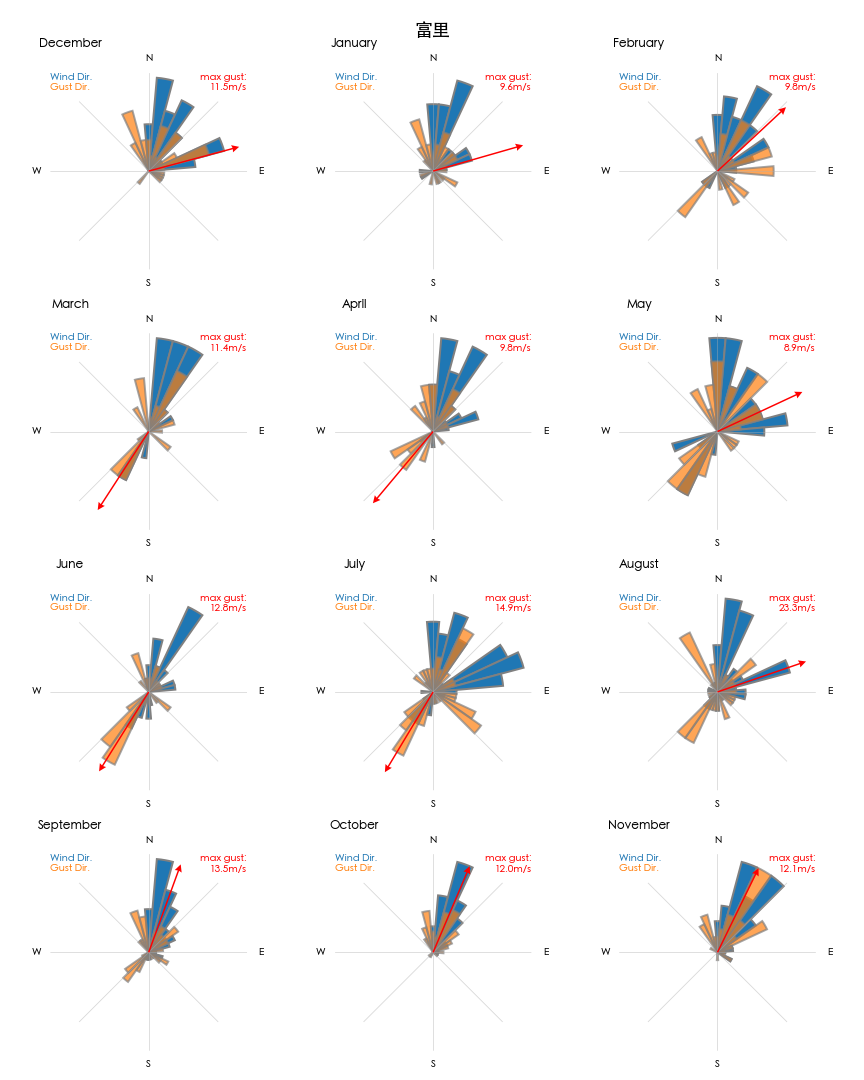 富里
December
N
Wind Dir.
Gust Dir.
max gust:
11.5m/s
W
E
S
January
N
Wind Dir.
Gust Dir.
max gust:
9.6m/s
W
E
S
February
N
Wind Dir.
Gust Dir.
max gust:
9.8m/s
W
E
S
March
N
Wind Dir.
Gust Dir.
max gust:
11.4m/s
W
E
S
April
N
Wind Dir.
Gust Dir.
max gust:
9.8m/s
W
E
S
May
N
Wind Dir.
Gust Dir.
max gust:
8.9m/s
W
E
S
June
N
Wind Dir.
Gust Dir.
max gust:
12.8m/s
W
E
S
July
N
Wind Dir.
Gust Dir.
max gust:
14.9m/s
W
E
S
August
N
Wind Dir.
Gust Dir.
max gust:
23.3m/s
W
E
S
September
N
Wind Dir.
Gust Dir.
max gust:
13.5m/s
W
E
S
October
N
Wind Dir.
Gust Dir.
max gust:
12.0m/s
W
E
S
November
N
Wind Dir.
Gust Dir.
max gust:
12.1m/s
W
E
S